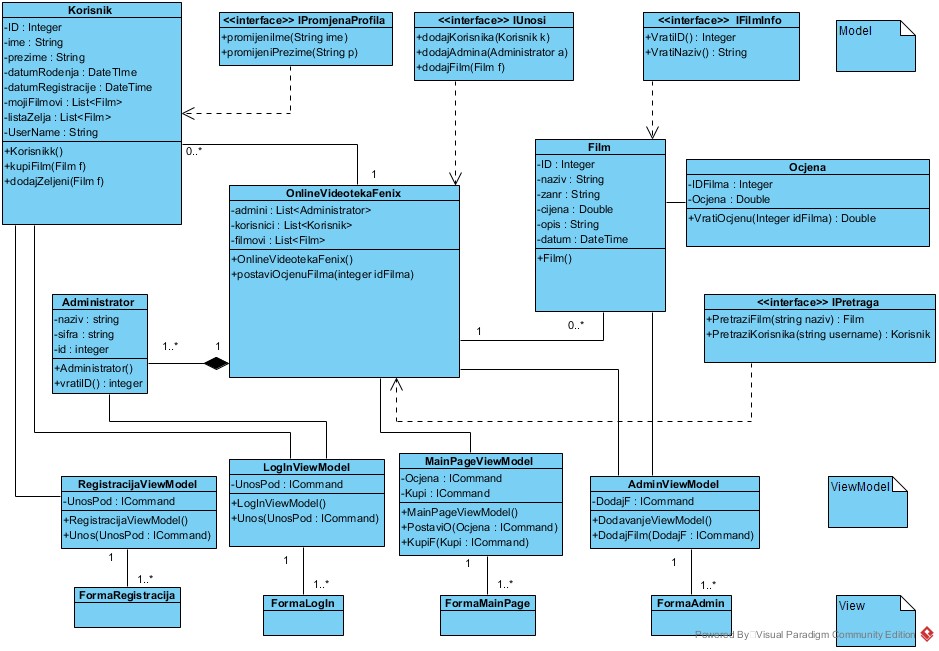 Korisnik
-ID : Integer
-ime : String
-prezime : String
-datumRodenja : DateTIme
-datumRegistracije : DateTime
-mojiFilmovi : List<Film>
-listaZelja : List<Film>
-UserName : String
+Korisnikk()
+kupiFilm(Film f)
+dodajZeljeni(Film f)
<<interface>> IPromjenaProfila
+promijeniIme(String ime)
+promijeniPrezime(String p)
<<interface>> IUnosi
+dodajKorisnika(Korisnik k)
+dodajAdmina(Administrator a)
+dodajFilm(Film f)
<<interface>> IFilmInfo
+VratiID() : Integer
+VratiNaziv() : String
Model
0..*
1
Film
-ID : Integer
-naziv : String
-zanr : String
-cijena : Double
-opis : String
-datum : DateTime
+Film()
Ocjena
-IDFilma : Integer
-Ocjena : Double
+VratiOcjenu(Integer idFilma) : Double
OnlineVideotekaFenix
-admini : List<Administrator>
-korisnici : List<Korisnik>
-filmovi : List<Film>
+OnlineVideotekaFenix()
+postaviOcjenuFilma(integer idFilma)
Administrator
-naziv : string
-sifra : string
-id : integer
+Administrator()
+vratiID() : integer
1..*
1
1
0..*
<<interface>> IPretraga
+PretraziFilm(string naziv) : Film
+PretraziKorisnika(string username) : Korisnik
RegistracijaViewModel
-UnosPod : ICommand
+RegistracijaViewModel()
+Unos(UnosPod : ICommand)
LogInViewModel
-UnosPod : ICommand
+LogInViewModel()
+Unos(UnosPod : ICommand)
MainPageViewModel
-Ocjena : ICommand
-Kupi : ICommand
+MainPageViewModel()
+PostaviO(Ocjena : ICommand)
+KupiF(Kupi : ICommand)
AdminViewModel
-DodajF : ICommand
+DodavanjeViewModel()
+DodajFilm(DodajF : ICommand)
ViewModel
1
1..*
1
1..*
1
1..*
1
1..*
FormaRegistracija
FormaLogIn
FormaMainPage
FormaAdmin
View
Powered By Visual Paradigm Community Edition